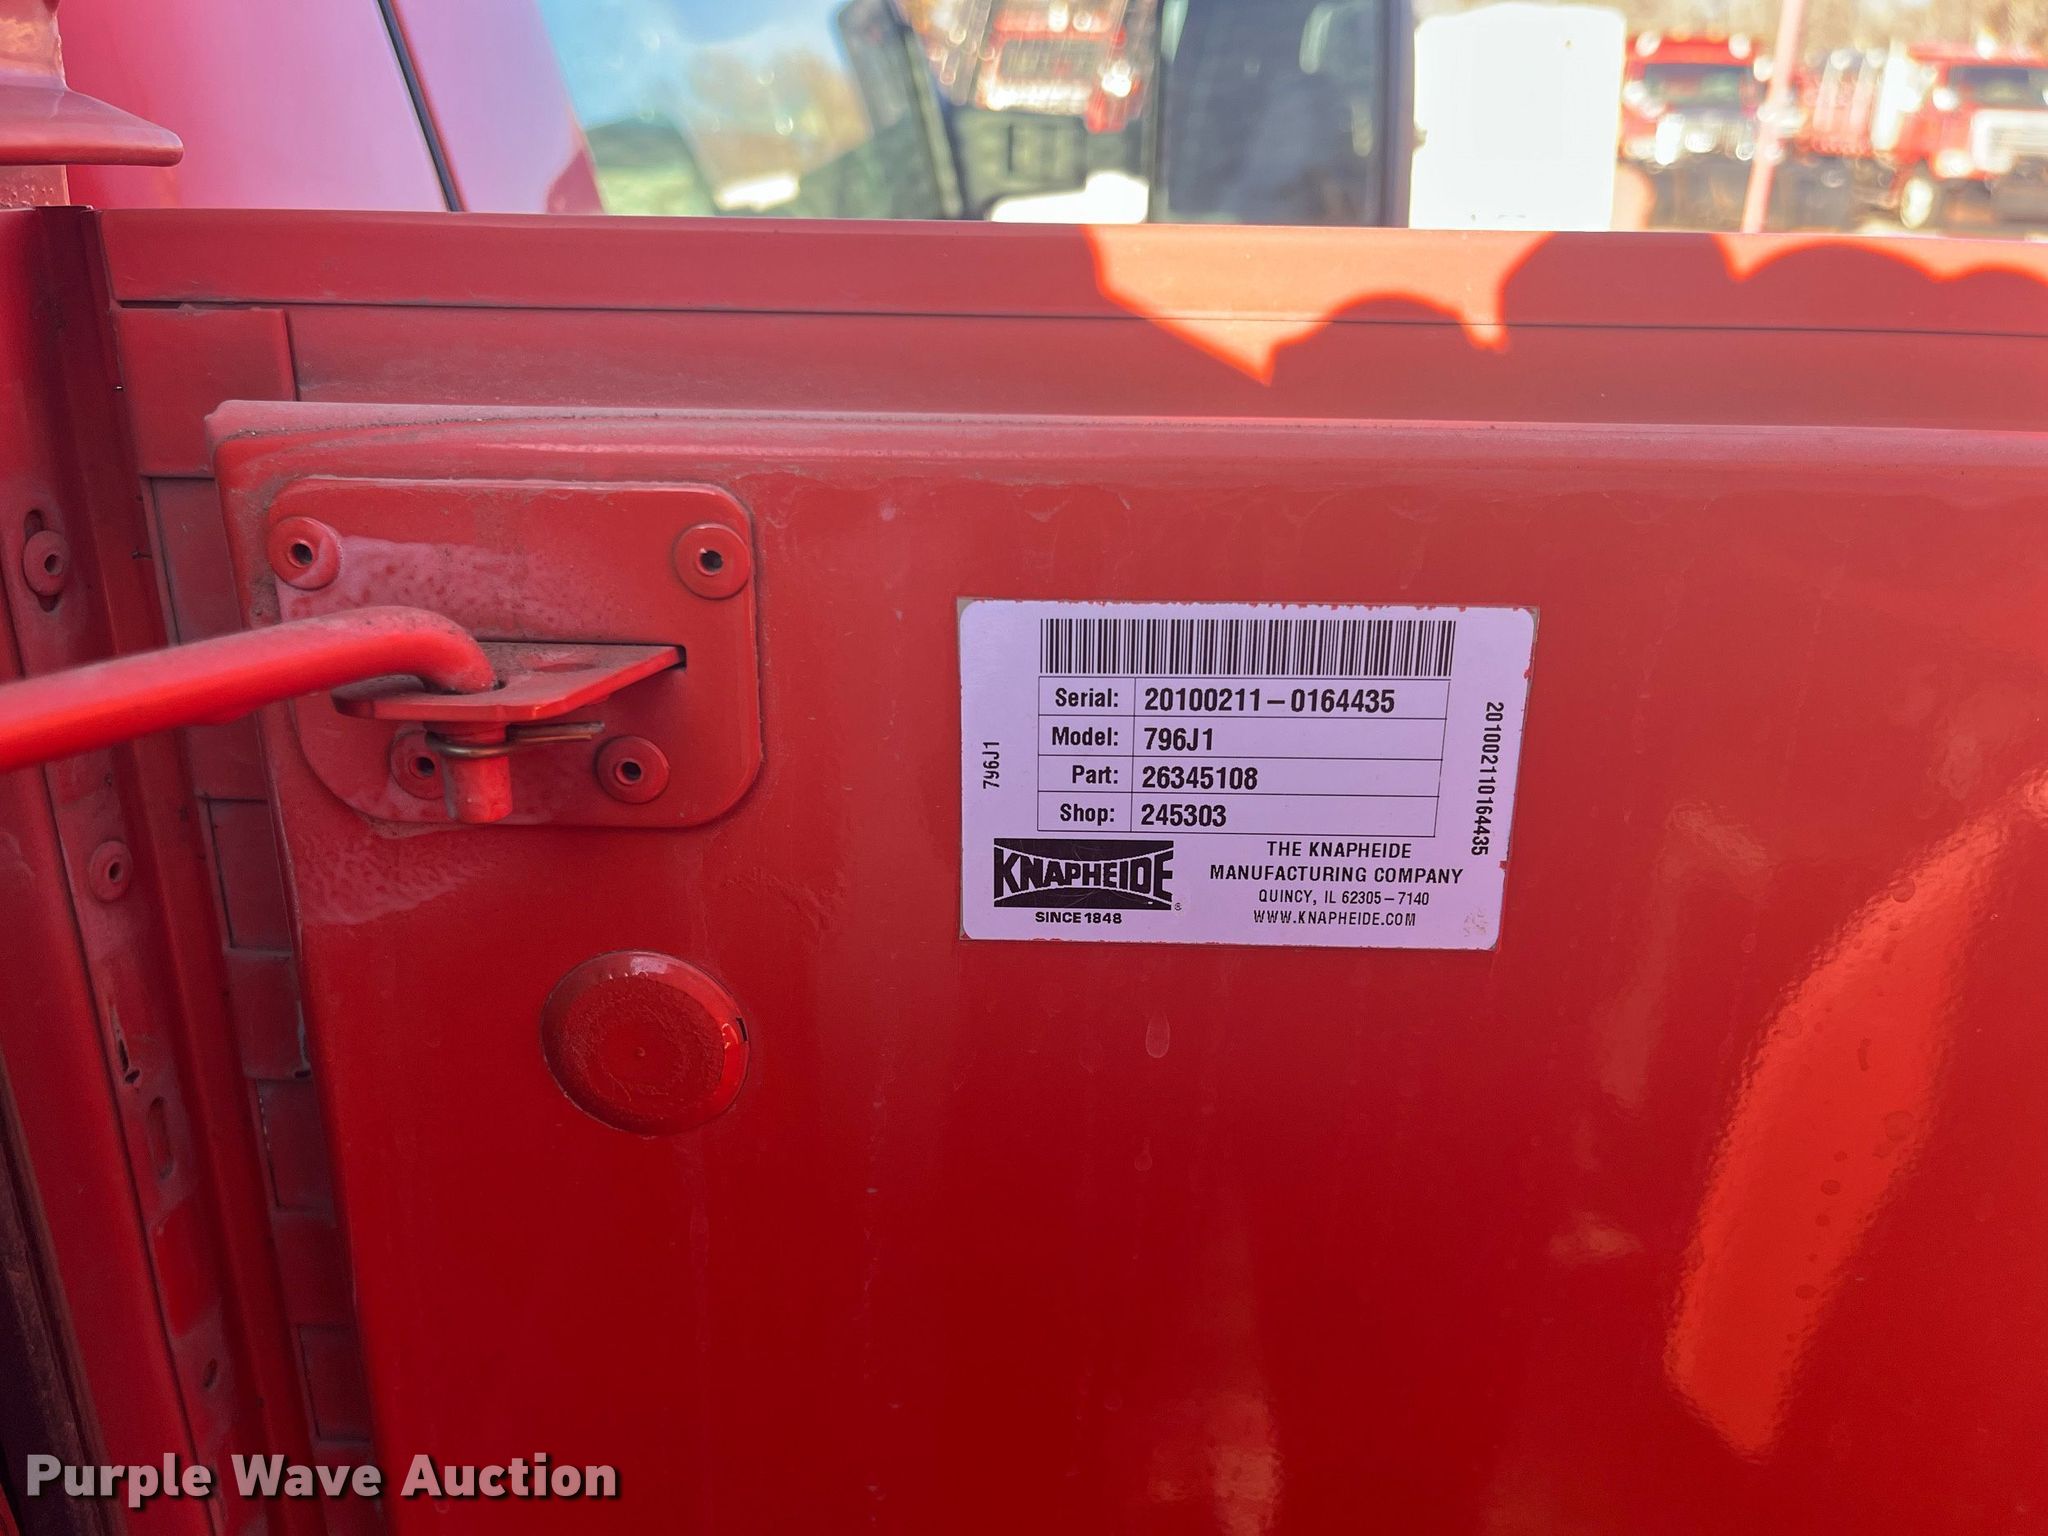 Serial: 20100211-0164435
Model: 796J1
Part: 26345108
Shop: 245303
796J1
201002110164435
KNAPHEIDE®
SINCE 1848
THE KNAPHEIDE
MANUFACTURING COMPANY
QUINCY, IL 62305-7140
WWW.KNAPHEIDE.COM
Purple Wave Auction